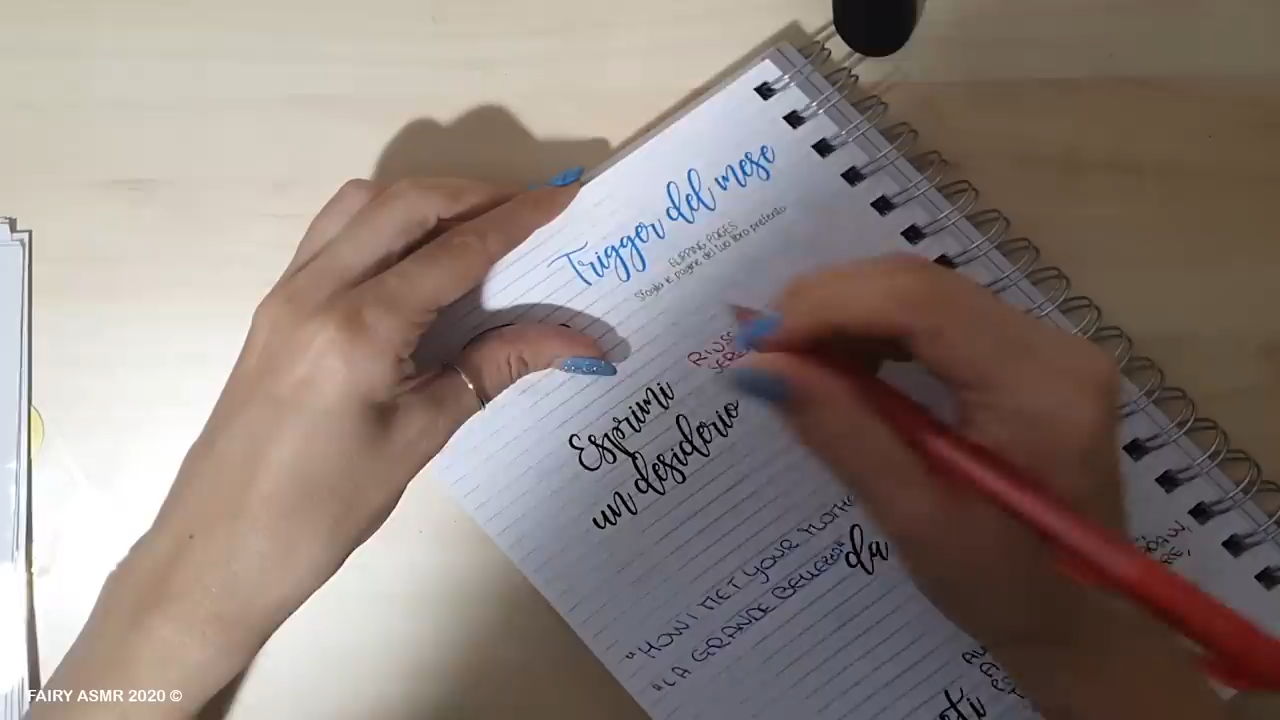 Trigger del mese
FLIPPING PAGES
Sfoglia le pagine del tuo libro preferito
Esprimi
un desiderio
"HOW I MET YOUR MOTHE
"LA GRANDE BELLEZZA"
da
FAIRY ASMR 2020 ©